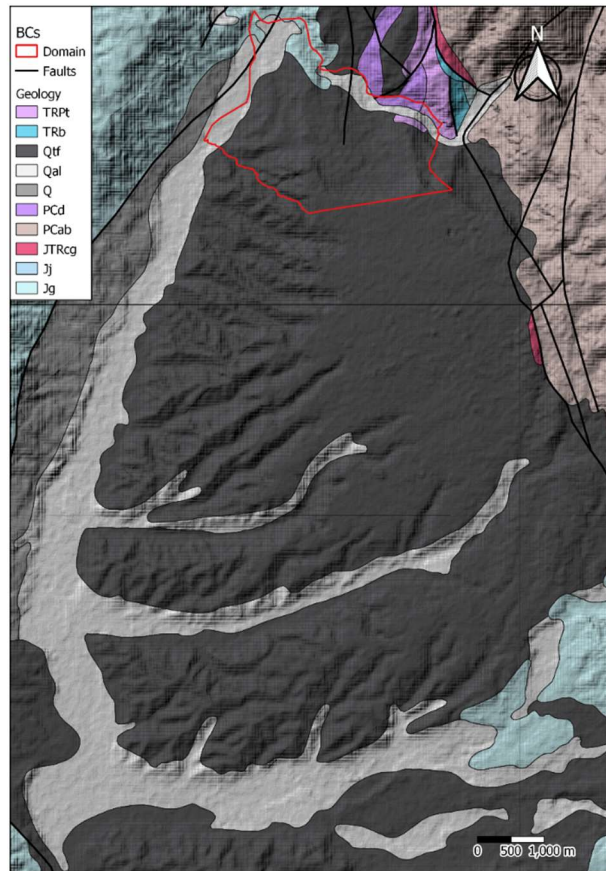 BCs
Domain
Faults
Geology
TRPt
TRb
Qtf
Qal
Q
PCd
PCab
JTRcg
Jj
Jg
N
0 500 1,000 m